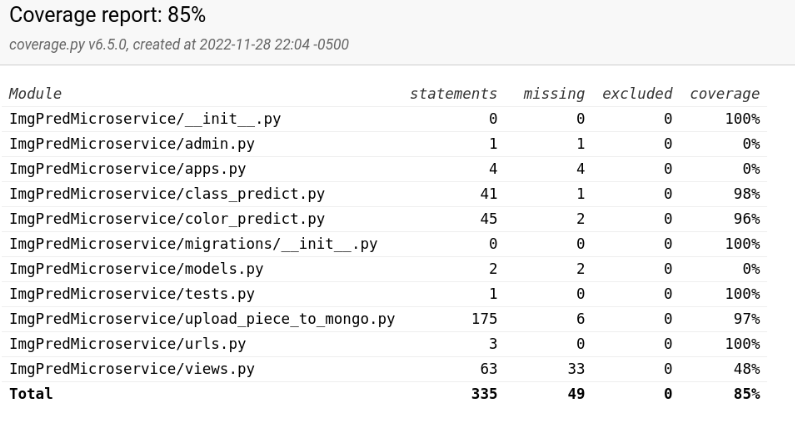 Coverage report: 85%
coverage.py v6.5.0, created at 2022-11-28 22:04 -0500
Module statements missing excluded coverage
ImgPredMicroservice/__init__.py 0 0 0 100%
ImgPredMicroservice/admin.py 1 1 0 0%
ImgPredMicroservice/apps.py 4 4 0 0%
ImgPredMicroservice/class_predict.py 41 1 0 98%
ImgPredMicroservice/color_predict.py 45 2 0 96%
ImgPredMicroservice/migrations/__init__.py 0 0 0 100%
ImgPredMicroservice/models.py 2 2 0 0%
ImgPredMicroservice/tests.py 1 0 0 100%
ImgPredMicroservice/upload_piece_to_mongo.py 175 6 0 97%
ImgPredMicroservice/urls.py 3 0 0 100%
ImgPredMicroservice/views.py 63 33 0 48%
Total 335 49 0 85%